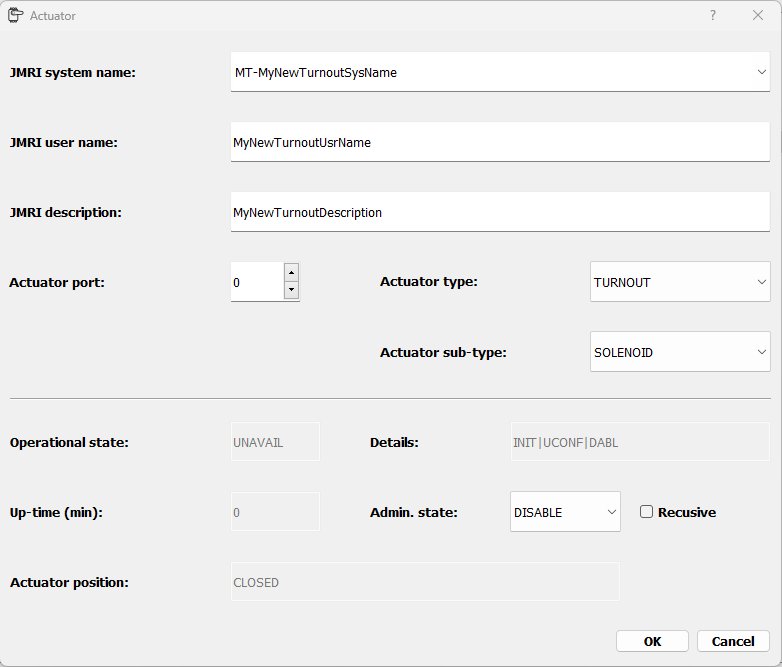 Actuator ?
JMRI system name: MT-MyNewTurnoutSysName
JMRI user name: MyNewTurnoutUsrName
JMRI description: MyNewTurnoutDescription
Actuator port: 0 Actuator type: TURNOUT
Actuator sub-type: SOLENOID
Operational state: UNAVAIL Details: INIT|UCONF|DABL
Up-time (min): 0 Admin. state: DISABLE Recusive
Actuator position: CLOSED
OK Cancel